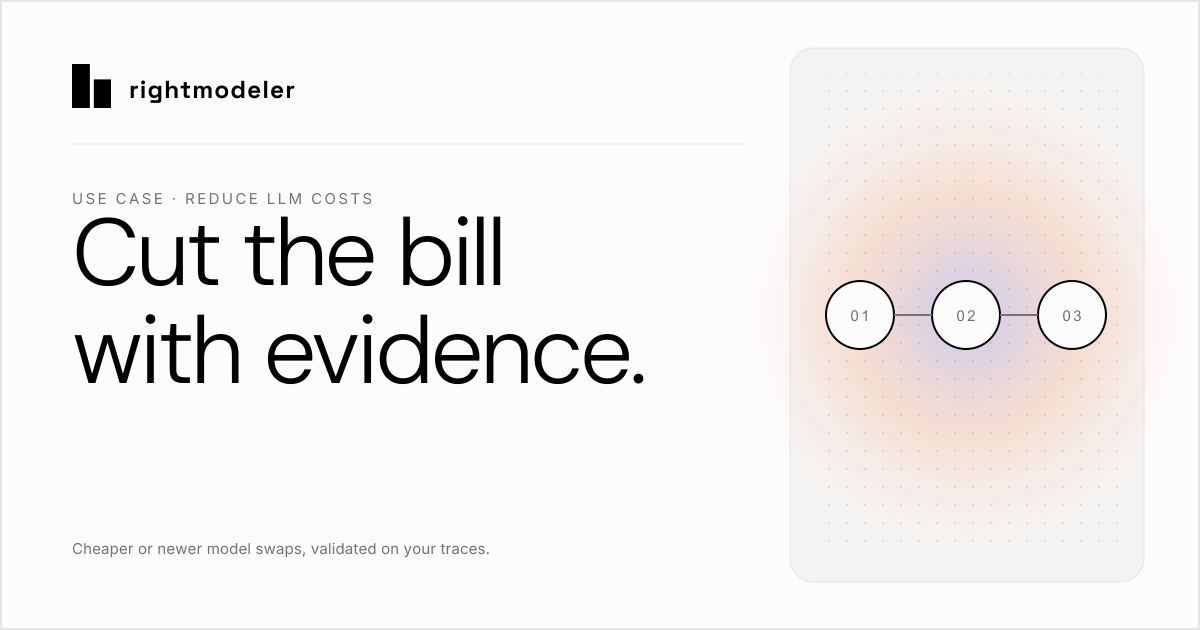 rightmodeler
USE CASE · REDUCE LLM COSTS
Cut the bill
with evidence.
01 02 03
Cheaper or newer model swaps, validated on your traces.